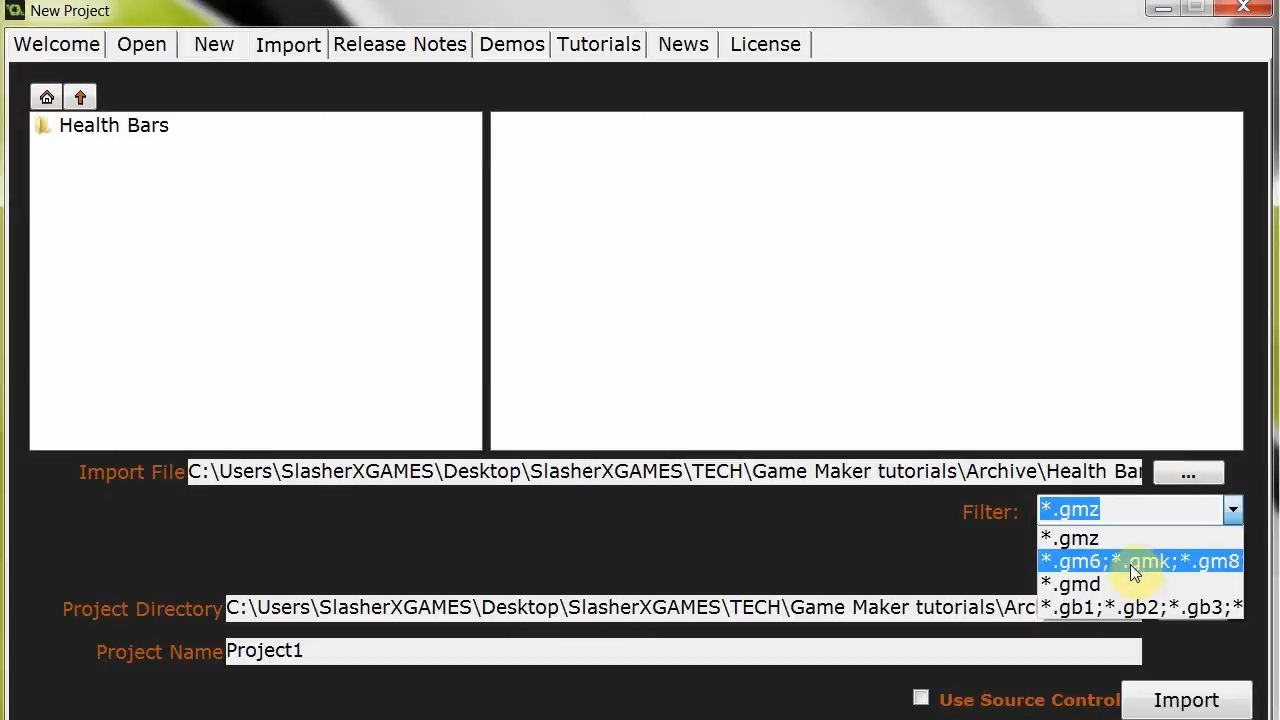 New Project
Welcome Open New Import Release Notes Demos Tutorials News License
Health Bars
Import File C:\Users\SlasherXGAMES\Desktop\SlasherXGAMES\TECH\Game Maker tutorials\Archive\Health Bar ...
Filter: *.gmz
*.gmz
*.gm6;*.gmk;*.gm8
*.gmd
Project Directory C:\Users\SlasherXGAMES\Desktop\SlasherXGAMES\TECH\Game Maker tutorials\Arc *.gb1;*.gb2;*.gb3;*
Project Name Project1
Use Source Control Import